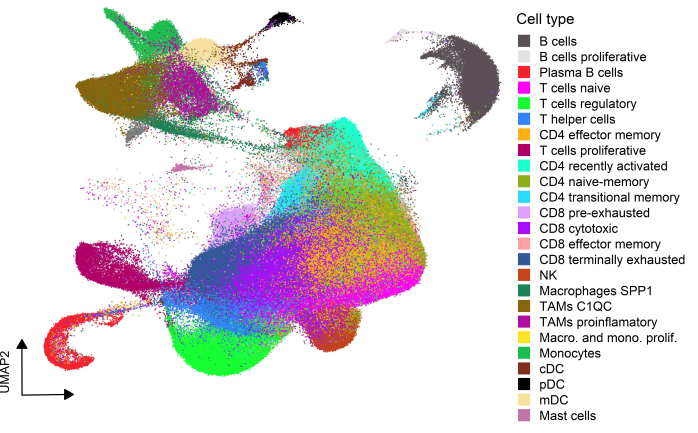 Cell type
B cells
B cells proliferative
Plasma B cells
T cells naive
T cells regulatory
T helper cells
CD4 effector memory
T cells proliferative
CD4 recently activated
CD4 naive-memory
CD4 transitional memory
CD8 pre-exhausted
CD8 cytotoxic
CD8 effector memory
CD8 terminally exhausted
NK
Macrophages SPP1
TAMs C1QC
TAMs proinflamatory
Macro. and mono. prolif.
Monocytes
cDC
pDC
mDC
Mast cells
UMAP2